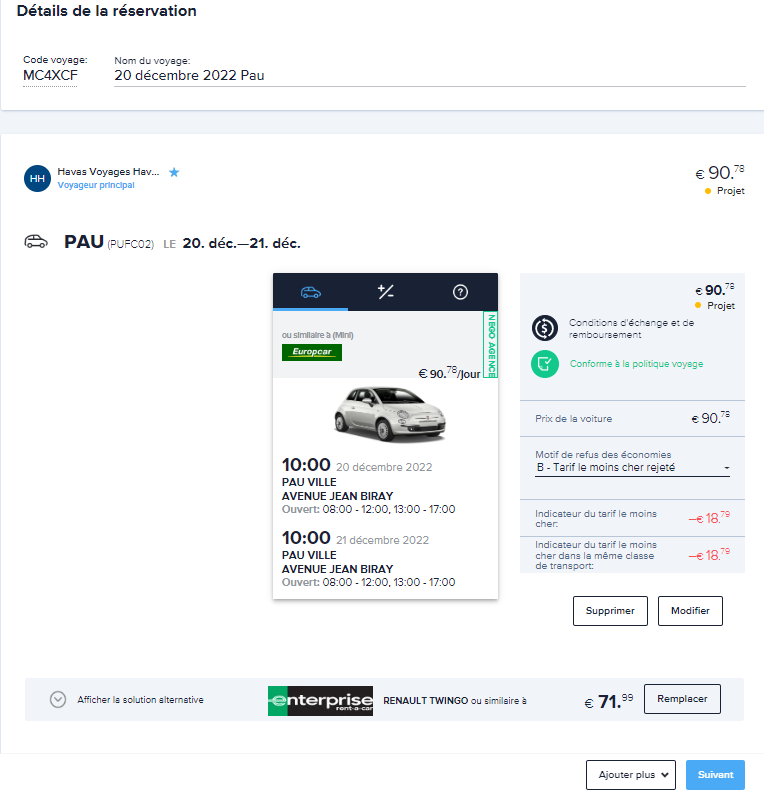 Détails de la réservation
Code voyage:
MC4XCF
Nom du voyage:
20 décembre 2022 Pau
HH
Havas Voyages Hav...
Voyageur principal
€ 90.78
Projet
PAU (PUFC02) LE 20. déc.—21. déc.
ou similaire à (Mini)
Europcar
NEGO AGENCE
€ 90.78/jour
10:00 20 décembre 2022
PAU VILLE
AVENUE JEAN BIRAY
Ouvert: 08:00 - 12:00, 13:00 - 17:00
10:00 21 décembre 2022
PAU VILLE
AVENUE JEAN BIRAY
Ouvert: 08:00 - 12:00, 13:00 - 17:00
€ 90.78
Projet
Conditions d'échange et de
remboursement
Conforme à la politique voyage
Prix de la voiture € 90.78
Motif de refus des économies
B - Tarif le moins cher rejeté
Indicateur du tarif le moins
cher:
—€ 18.79
Indicateur du tarif le moins
cher dans la même classe
de transport:
—€ 18.79
Supprimer
Modifier
Afficher la solution alternative
enterprise
rent-a-car
RENAULT TWINGO ou similaire à
€ 71.99
Remplacer
Ajouter plus
Suivant